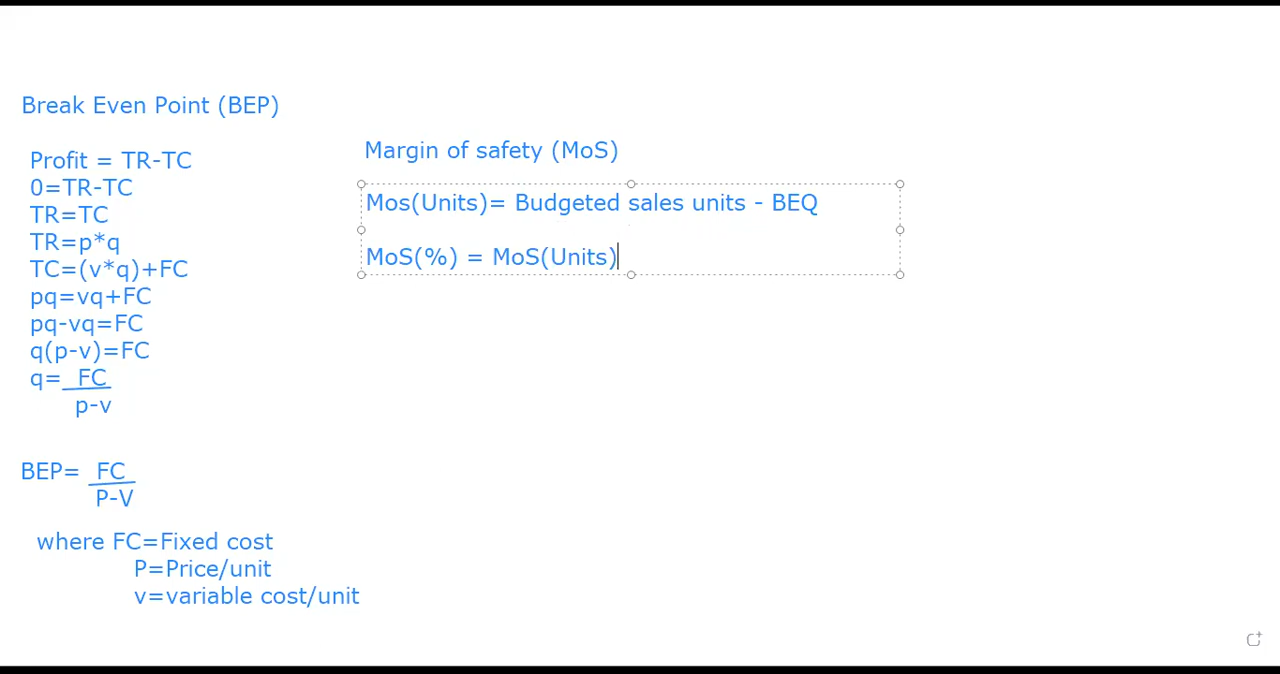 Break Even Point (BEP)
Profit = TR-TC
0=TR-TC
TR=TC
TR=p*q
TC=(v*q)+FC
pq=vq+FC
pq-vq=FC
q(p-v)=FC
q= FC
p-v
BEP= FC
P-V
where FC=Fixed cost
P=Price/unit
v=variable cost/unit
Margin of safety (MoS)
Mos(Units)= Budgeted sales units - BEQ
MoS(%) = MoS(Units)